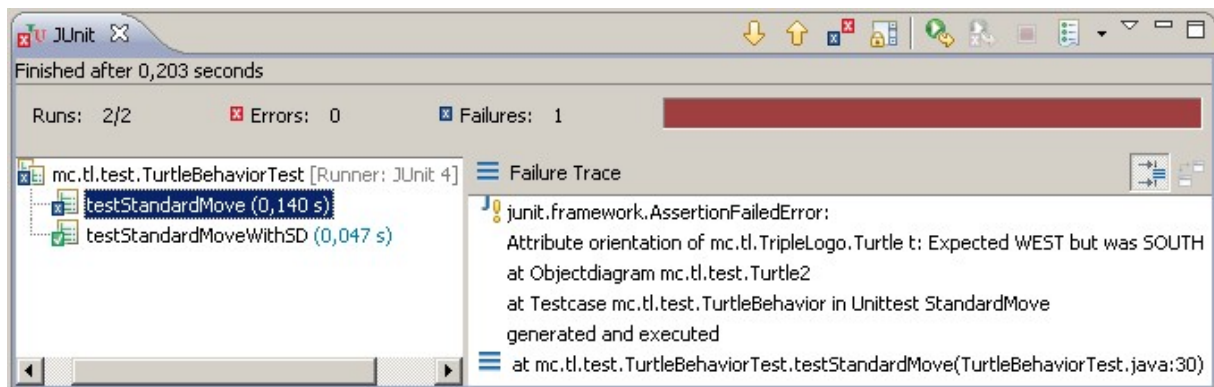 JUnit
Finished after 0,203 seconds
Runs: 2/2 Errors: 0 Failures: 1
mc.tl.test.TurtleBehaviorTest [Runner: JUnit 4]
testStandardMove (0,140 s)
testStandardMoveWithSD (0,047 s)
Failure Trace
junit.framework.AssertionFailedError:
Attribute orientation of mc.tl.TripleLogo.Turtle t: Expected WEST but was SOUTH
at Objectdiagram mc.tl.test.Turtle2
at Testcase mc.tl.test.TurtleBehavior in Unittest StandardMove
generated and executed
at mc.tl.test.TurtleBehaviorTest.testStandardMove(TurtleBehaviorTest.java:30)